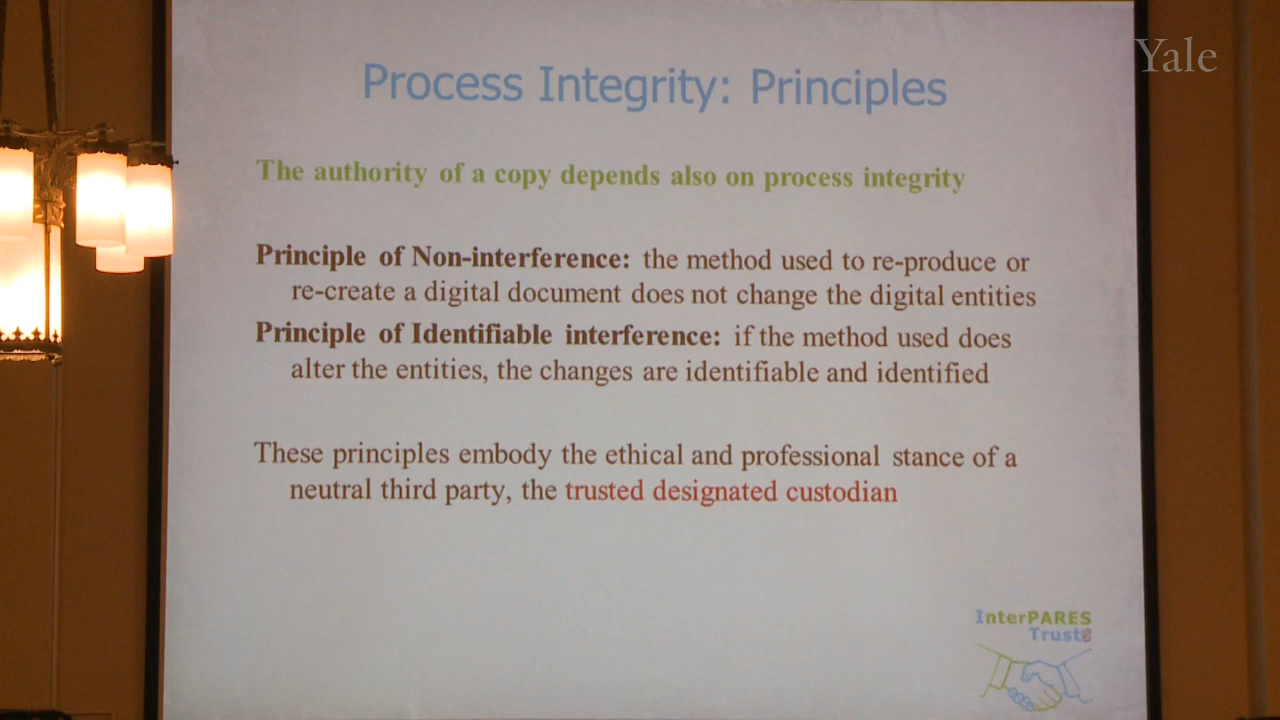 Yale
Process Integrity: Principles
The authority of a copy depends also on process integrity
Principle of Non-interference: the method used to re-produce or
re-create a digital document does not change the digital entities
Principle of Identifiable interference: if the method used does
alter the entities, the changes are identifiable and identified
These principles embody the ethical and professional stance of a
neutral third party, the trusted designated custodian
InterPARES
Trust